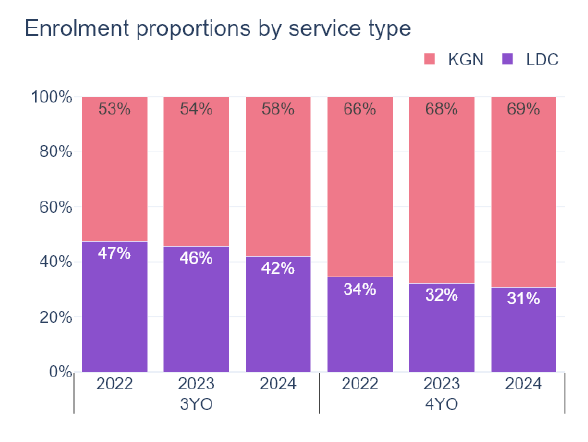 Enrolment proportions by service type
KGN LDC
100%
80%
60%
40%
20%
0%
53% 54% 58% 66% 68% 69%
47% 46% 42% 34% 32% 31%
2022 2023 2024 2022 2023 2024
3YO 4YO